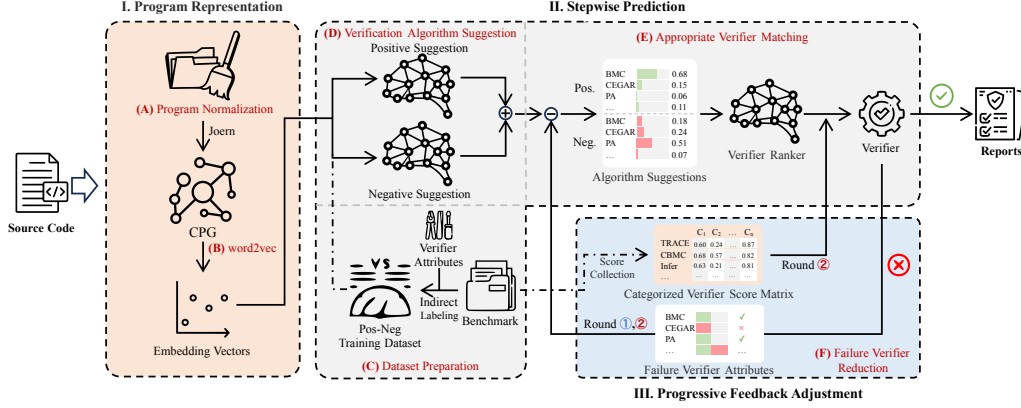 I. Program Representation
II. Stepwise Prediction
(A) Program Normalization
Joern
CPG
(B) word2vec
Embedding Vectors
</>
Source Code
(D) Verification Algorithm Suggestion
Positive Suggestion
Negative Suggestion
(E) Appropriate Verifier Matching
Pos.
BMC 0.68
CEGAR 0.15
PA 0.06
... 0.11
Neg.
BMC 0.18
CEGAR 0.24
PA 0.51
... 0.07
Algorithm Suggestions
Verifier Ranker
Verifier
Reports
Verifier
Attributes
VS
Indirect
Labeling
Benchmark
Pos-Neg
Training Dataset
(C) Dataset Preparation
Score
Collection
C1 C2 ... Cn
TRACE 0.60 0.24 ... 0.87
CBMC 0.68 0.57 ... 0.82
Infer 0.63 0.21 ... 0.81
... ... ... ...
Categorized Verifier Score Matrix
Round ②
Round ①,②
BMC ✓
CEGAR ×
PA ✓
... ...
Failure Verifier Attributes
(F) Failure Verifier
Reduction
III. Progressive Feedback Adjustment